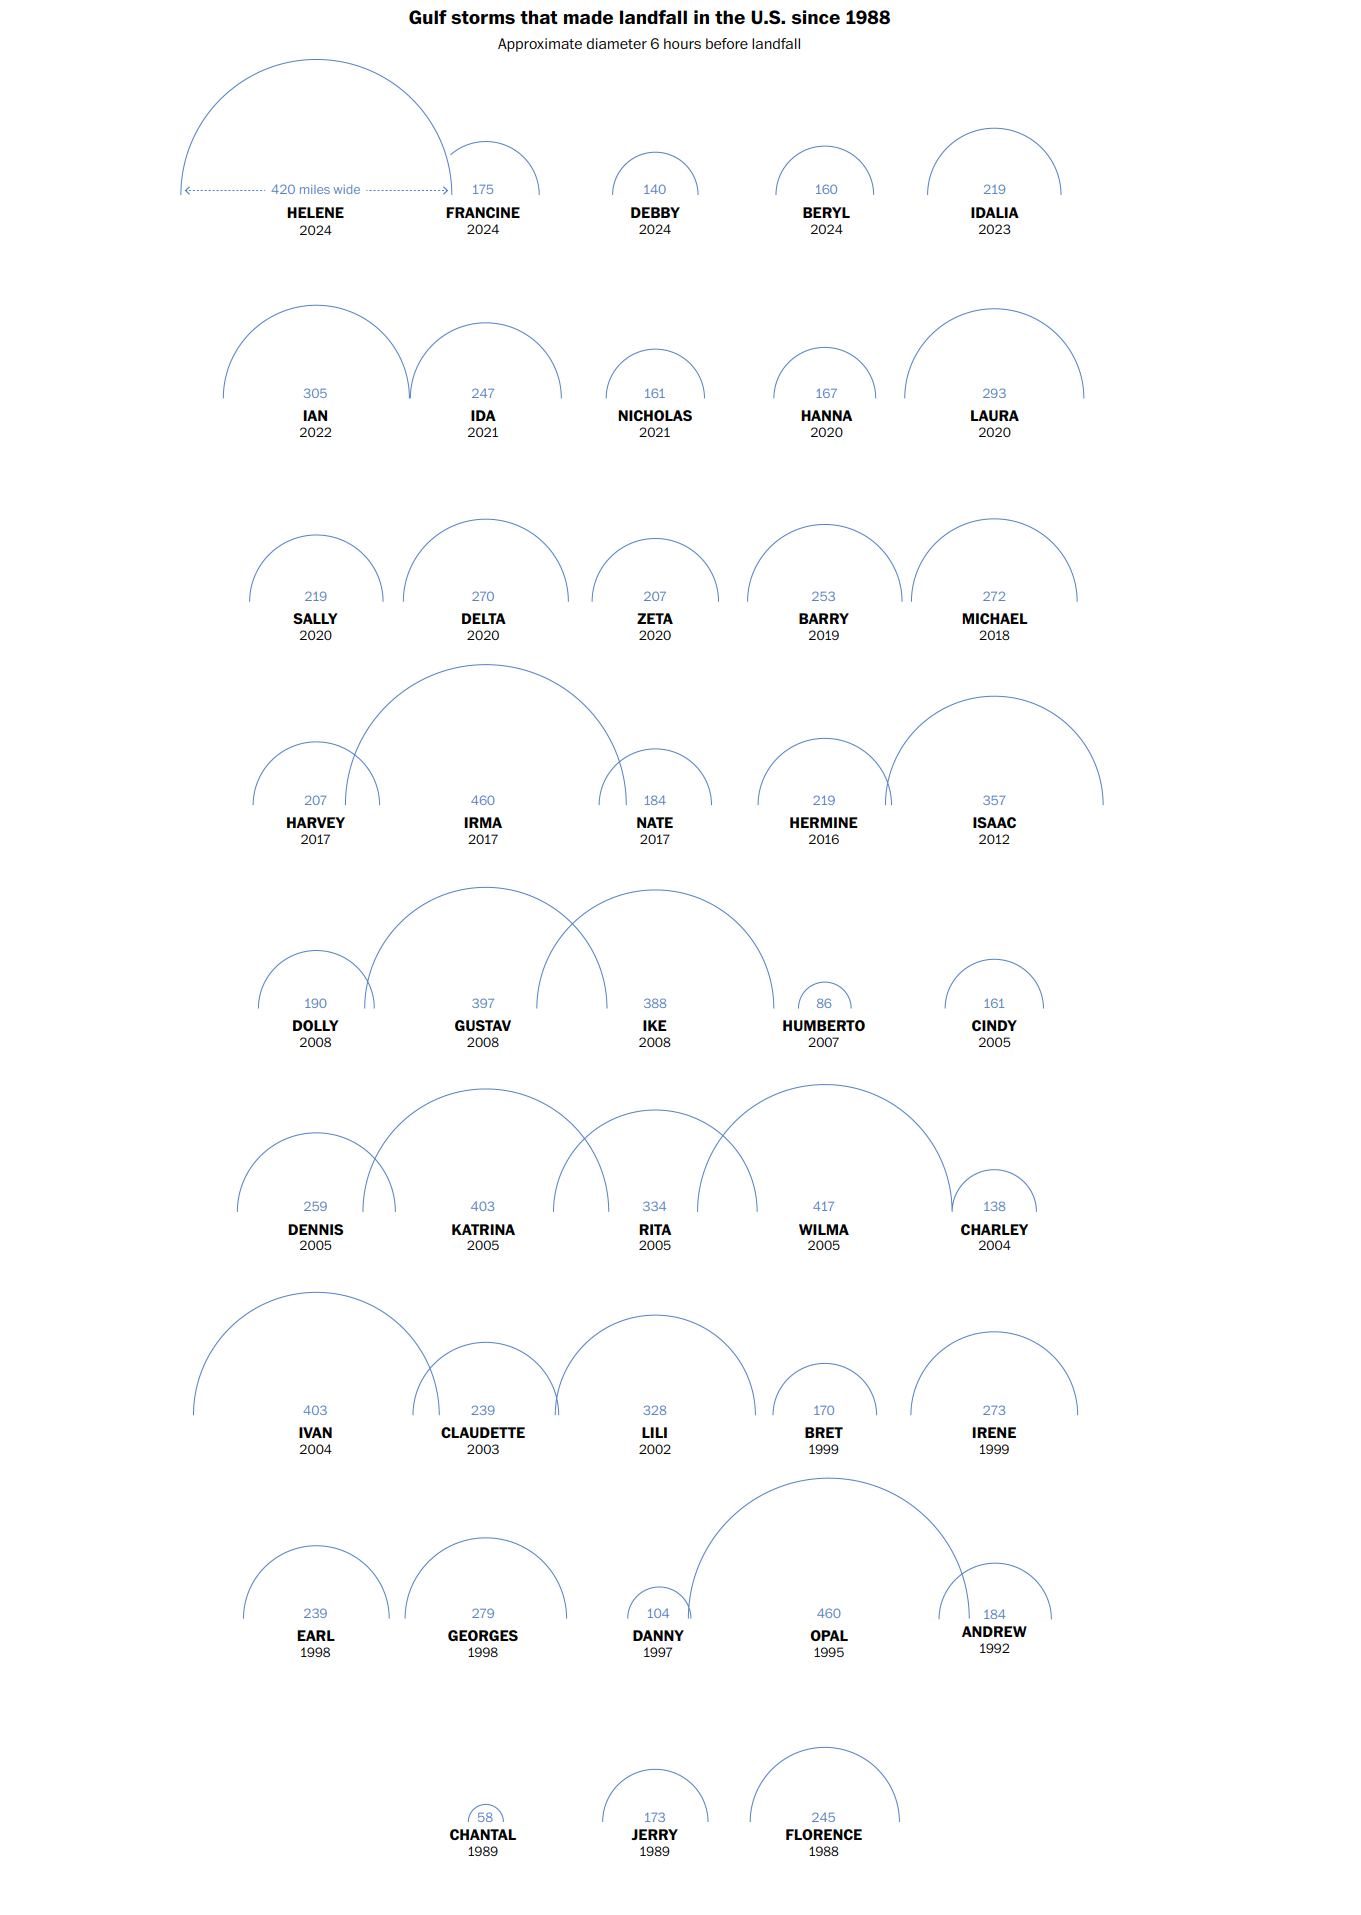 Gulf storms that made landfall in the U.S. since 1988
Approximate diameter 6 hours before landfall
420 miles wide
HELENE
2024
175
FRANCINE
2024
140
DEBBY
2024
160
BERYL
2024
219
IDALIA
2023
305
IAN
2022
247
IDA
2021
161
NICHOLAS
2021
167
HANNA
2020
293
LAURA
2020
219
SALLY
2020
270
DELTA
2020
207
ZETA
2020
253
BARRY
2019
272
MICHAEL
2018
207
HARVEY
2017
460
IRMA
2017
184
NATE
2017
219
HERMINE
2016
357
ISAAC
2012
190
DOLLY
2008
397
GUSTAV
2008
388
IKE
2008
86
HUMBERTO
2007
161
CINDY
2005
259
DENNIS
2005
403
KATRINA
2005
334
RITA
2005
417
WILMA
2005
138
CHARLEY
2004
403
IVAN
2004
239
CLAUDETTE
2003
328
LILI
2002
170
BRET
1999
273
IRENE
1999
239
EARL
1998
279
GEORGES
1998
104
DANNY
1997
460
OPAL
1995
184
ANDREW
1992
58
CHANTAL
1989
173
JERRY
1989
245
FLORENCE
1988